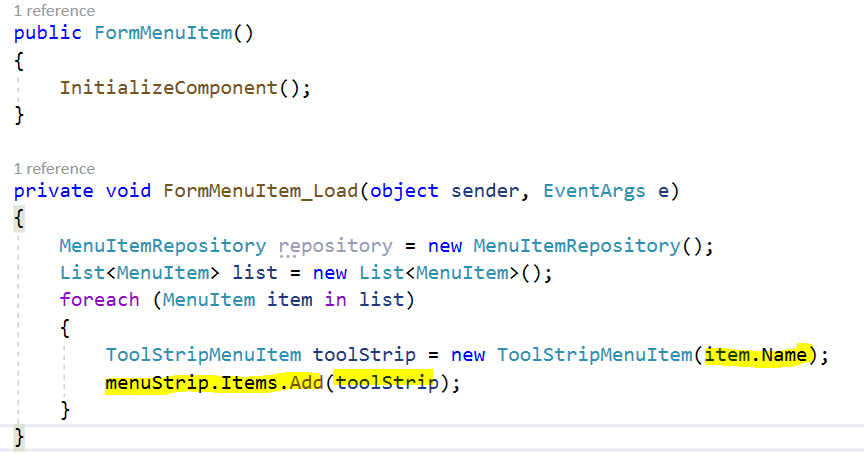 1 reference
public FormMenuItem()
{
InitializeComponent();
}
1 reference
private void FormMenuItem_Load(object sender, EventArgs e)
{
MenuItemRepository repository = new MenuItemRepository();
List<MenuItem> list = new List<MenuItem>();
foreach (MenuItem item in list)
{
ToolStripMenuItem toolStrip = new ToolStripMenuItem(item.Name);
menuStrip.Items.Add(toolStrip);
}
}